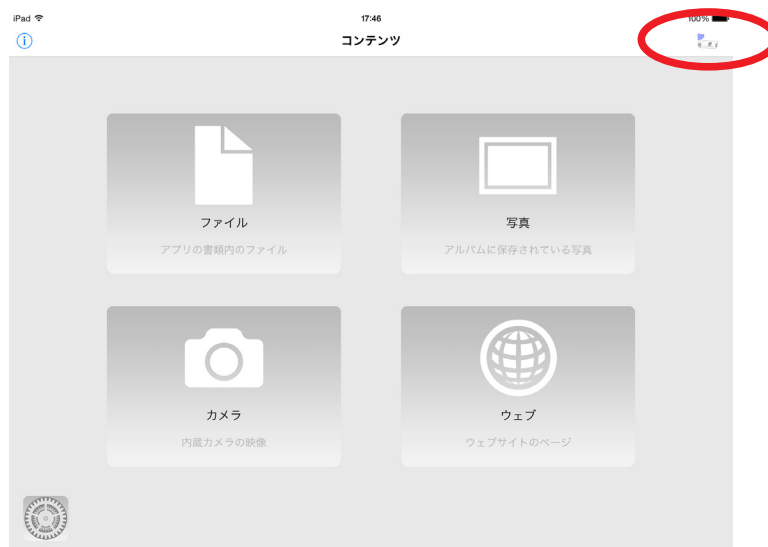 iPad 17:46 100%
コンテンツ
ファイル
アプリの書類内のファイル
写真
アルバムに保存されている写真
カメラ
内蔵カメラの映像
ウェブ
ウェブサイトのページ